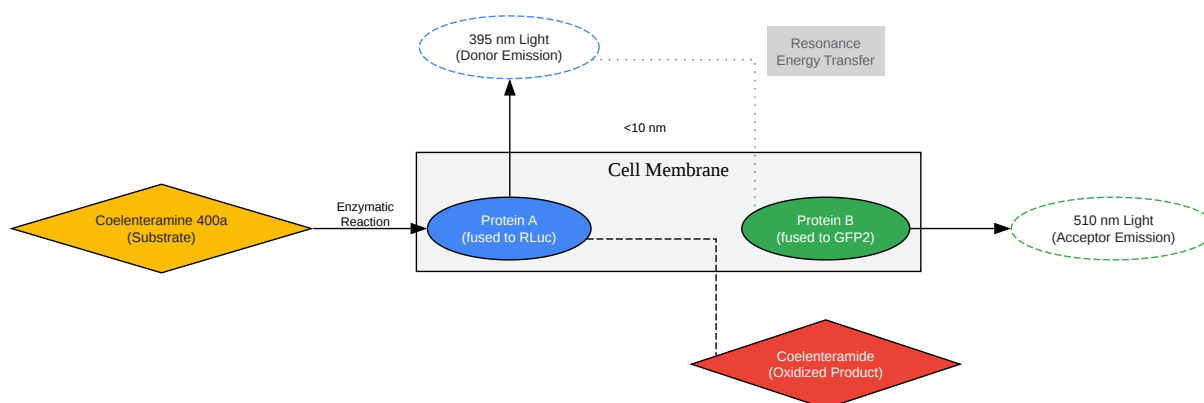 395 nm Light
(Donor Emission)
Resonance
Energy Transfer
<10 nm
Cell Membrane
Coelenteramine 400a
(Substrate)
Enzymatic
Reaction
Protein A
(fused to RLuc)
Protein B
(fused to GFP2)
510 nm Light
(Acceptor Emission)
Coelenteramide
(Oxidized Product)